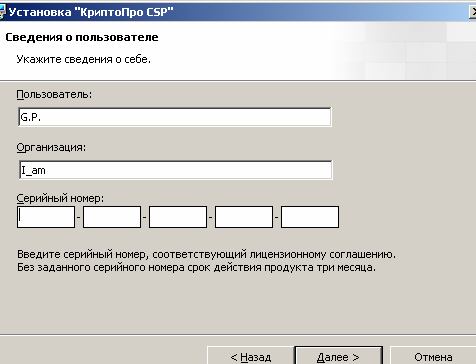 Установка "КриптоПро CSP"
Сведения о пользователе
Укажите сведения о себе.
Пользователь:
G.P.
Организация:
I_am
Серийный номер:
- - - -
Введите серийный номер, соответствующий лицензионному соглашению.
Без заданного серийного номера срок действия продукта три месяца.
< Назад Далее > Отмена